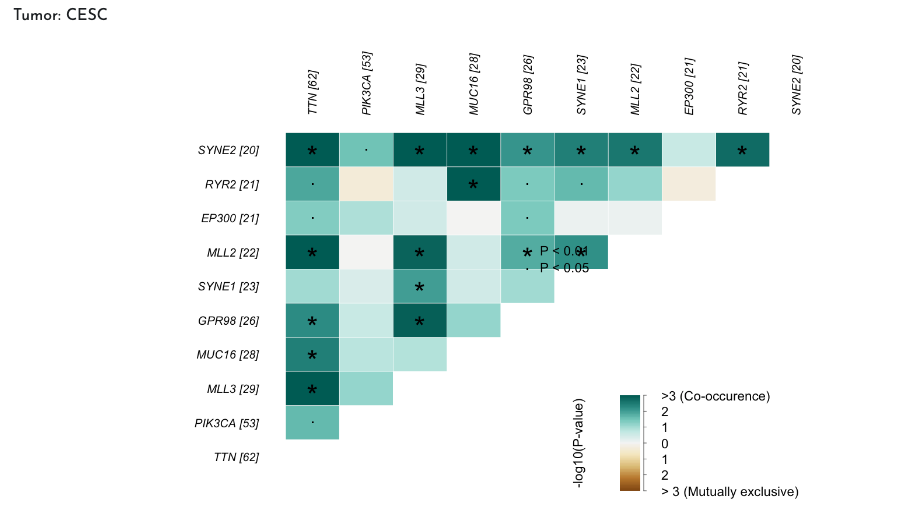 Tumor: CESC
TTN [62]
PIK3CA [53]
MLL3 [29]
MUC16 [28]
GPR98 [26]
SYNE1 [23]
MLL2 [22]
EP300 [21]
RYR2 [21]
SYNE2 [20]
SYNE2 [20]
RYR2 [21]
EP300 [21]
MLL2 [22]
SYNE1 [23]
GPR98 [26]
MUC16 [28]
MLL3 [29]
PIK3CA [53]
TTN [62]
* P < 0.01
· P < 0.05
-log10(P-value)
>3 (Co-occurence)
2
1
0
1
2
> 3 (Mutually exclusive)